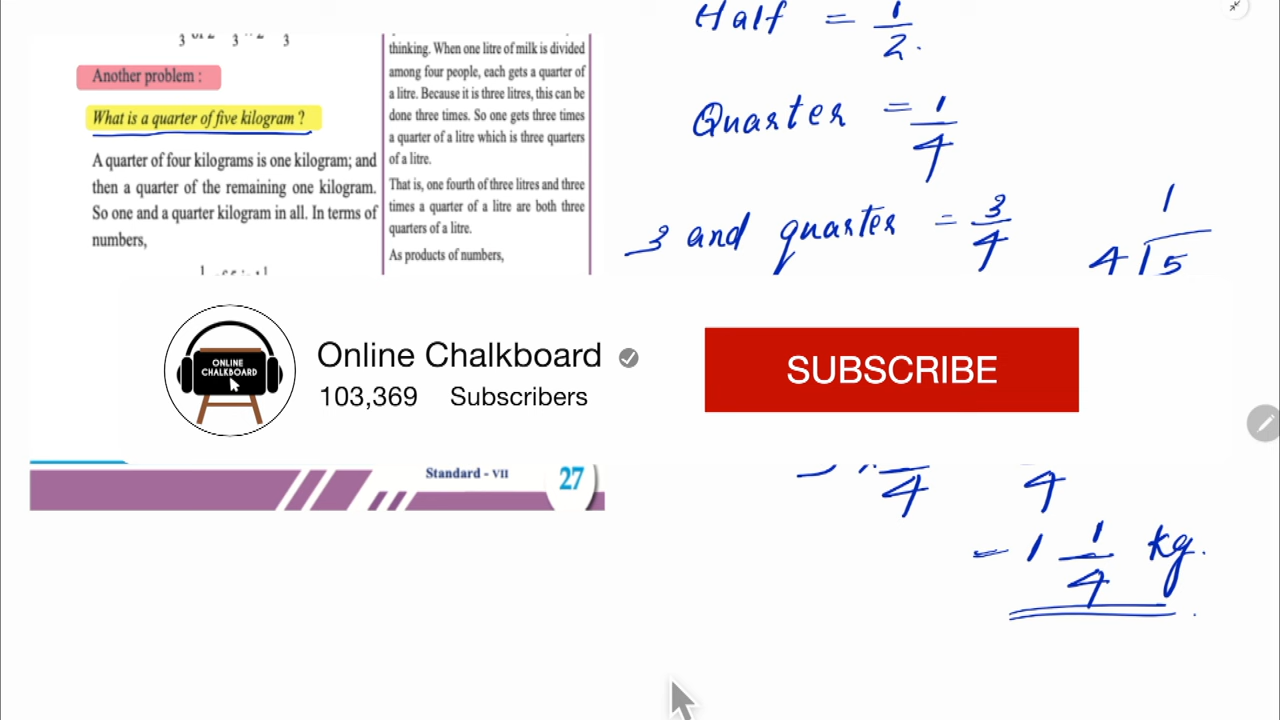 Another problem :
What is a quarter of five kilogram ?
A quarter of four kilograms is one kilogram; and
then a quarter of the remaining one kilogram.
So one and a quarter kilogram in all. In terms of
numbers,
thinking. When one litre of milk is divided
among four people, each gets a quarter of
a litre. Because it is three litres, this can be
done three times. So one gets three times
a quarter of a litre which is three quarters
of a litre.
That is, one fourth of three litres and three
times a quarter of a litre are both three
quarters of a litre.
As products of numbers,
Half = 1/2.
Quarter = 1/4
3 and quarter = 3/4
1
4 5
ONLINE
CHALKBOARD
Online Chalkboard
103,369 Subscribers
SUBSCRIBE
Standard - VII
27
4 4
- 1 1/4 kg.